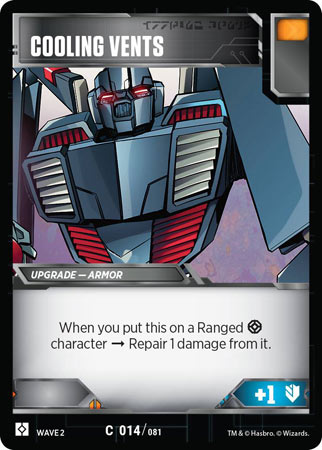 COOLING VENTS
UPGRADE — ARMOR
When you put this on a Ranged
character → Repair 1 damage from it.
+1
WAVE 2
C 014/081
TM & © Hasbro. © Wizards.